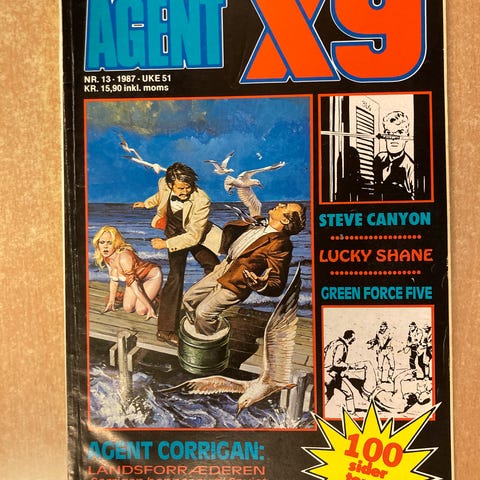 AGENT X9
NR. 13 - 1987 - UKE 51
KR. 15,90 inkl. moms
STEVE CANYON
LUCKY SHANE
GREEN FORCE FIVE
AGENT CORRIGAN:
LANDSFORRÆDEREN
100
sider